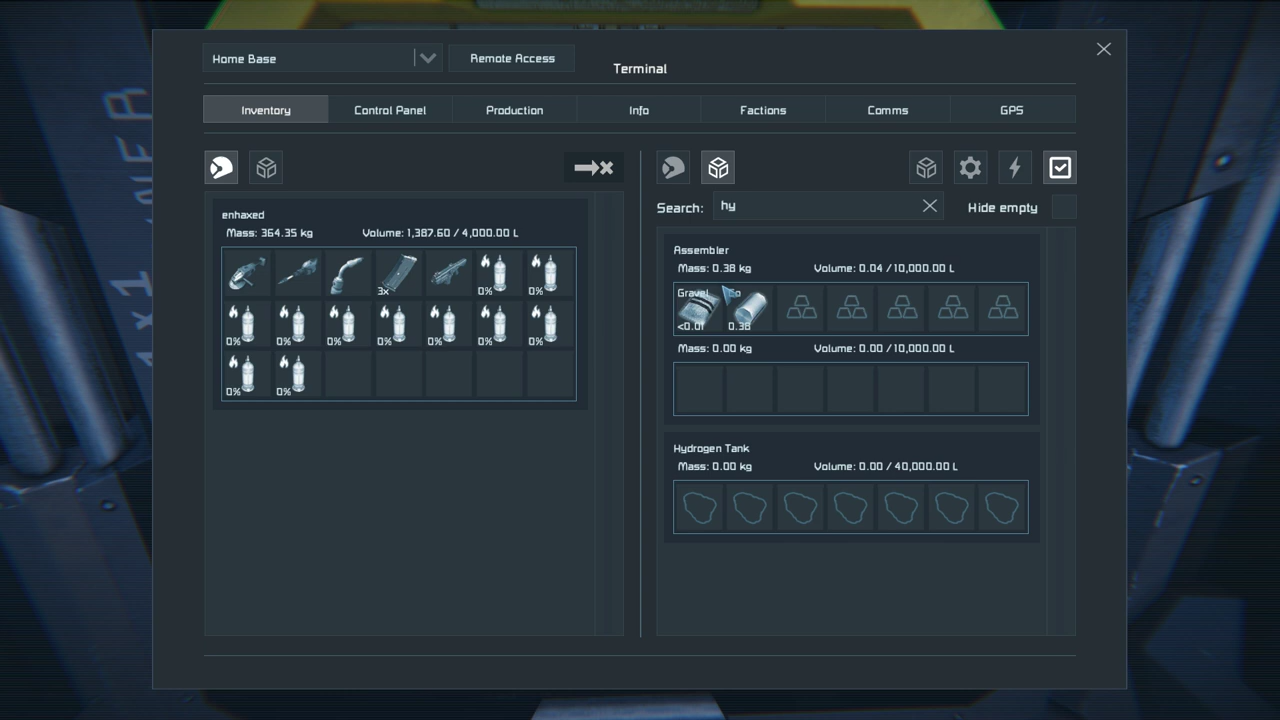 Home Base
Remote Access
Terminal
Inventory
Control Panel
Production
Info
Factions
Comms
GPS
Search: hy
Hide empty
enhaxed
Mass: 364.35 kg Volume: 1,387.60 / 4,000.00 L
3x 0% 0%
0% 0% 0% 0% 0% 0% 0%
0% 0%
Assembler
Mass: 0.38 kg Volume: 0.04 / 10,000.00 L
Gravel Co
<0.01 0.38
Mass: 0.00 kg Volume: 0.00 / 10,000.00 L
Hydrogen Tank
Mass: 0.00 kg Volume: 0.00 / 40,000.00 L